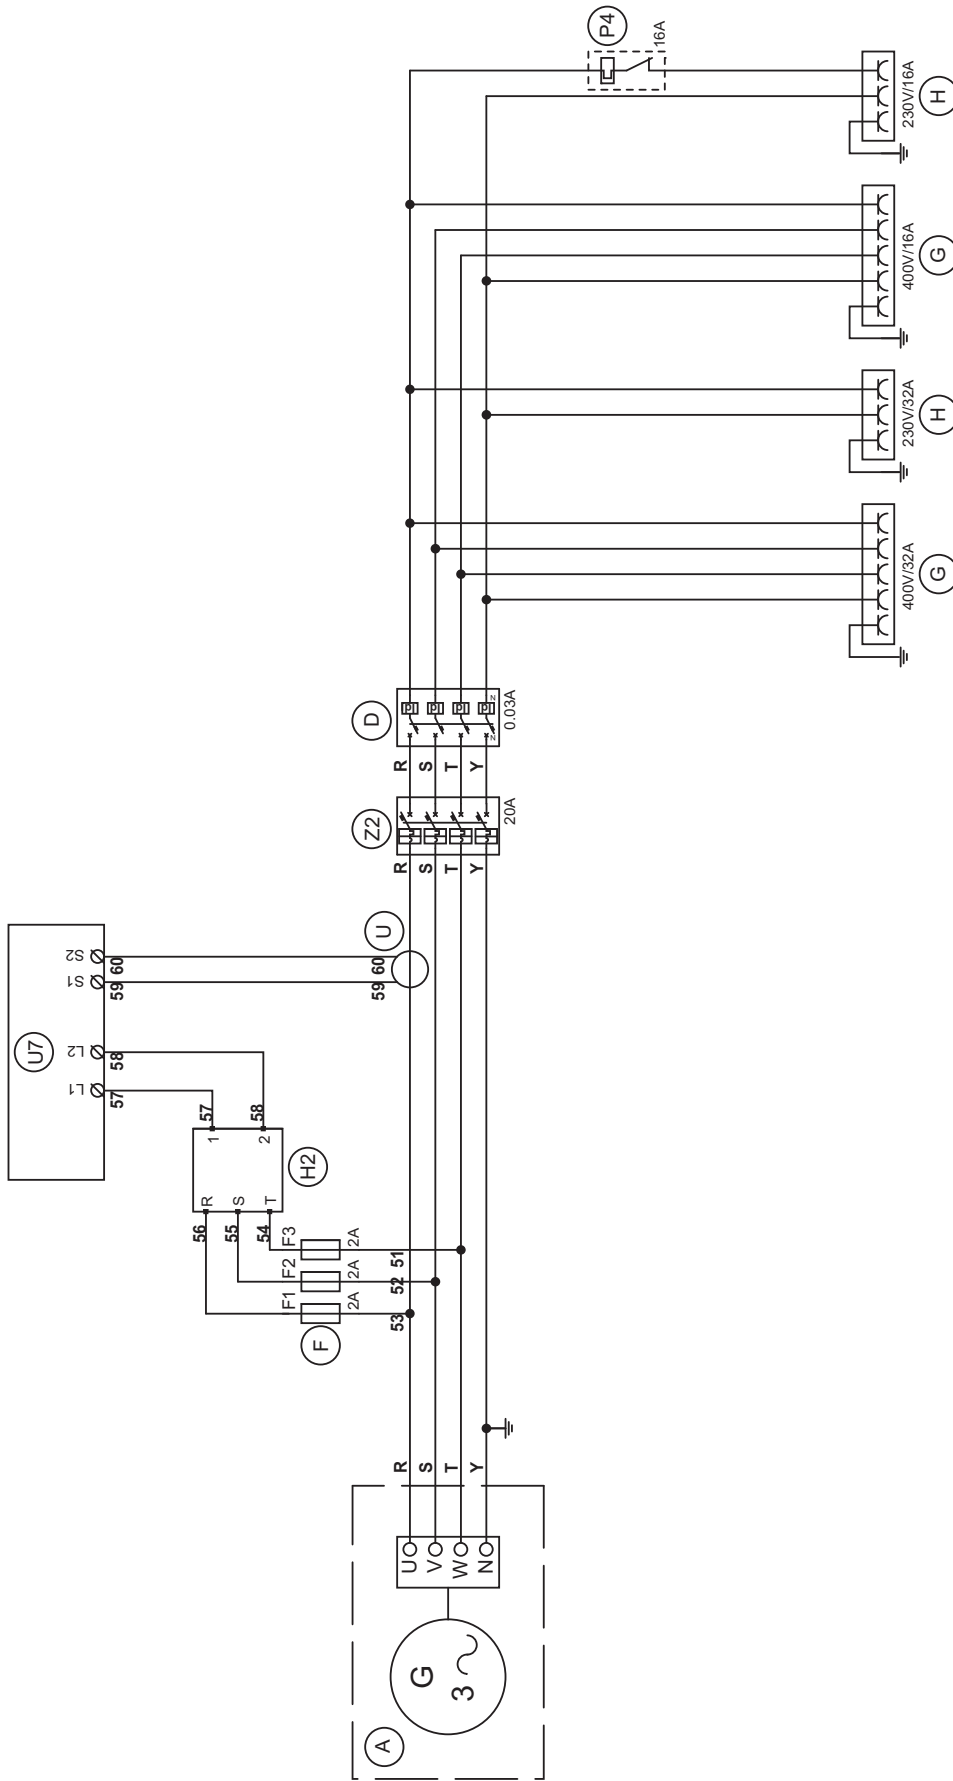 P4
16A
230V/16A
H
400V/16A
G
230V/32A
H
400V/32A
G
D
N
N
0.03A
R
S
T
Y
Z2
20A
R
S
T
Y
U
60
59
U7
S2
60
S1
59
L2
58
L1
57
57
58
1
2
H2
R
S
T
56
55
54
F3
F2
F1
2A
2A
2A
F
51
52
53
R
S
T
Y
U
V
W
N
G
3
A